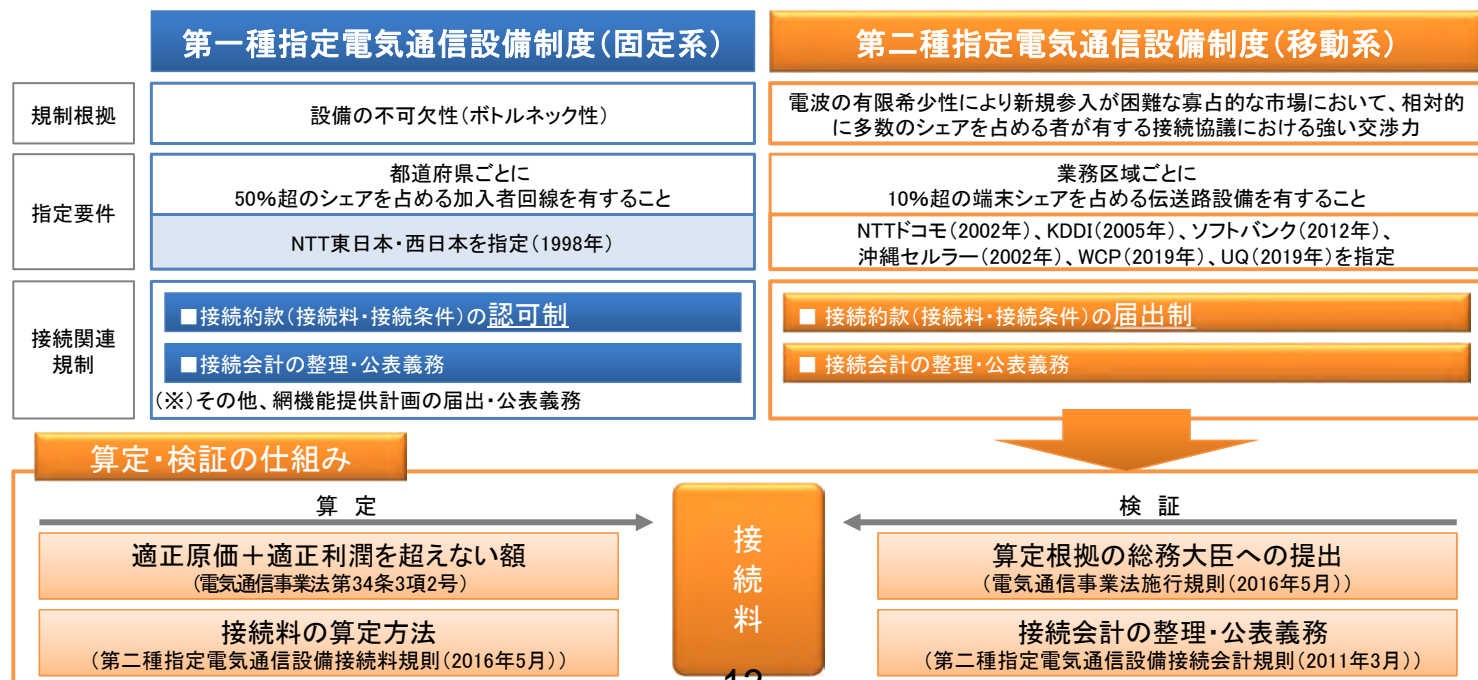 第一種指定電気通信設備制度(固定系)
第二種指定電気通信設備制度(移動系)
規制根拠
設備の不可欠性(ボトルネック性)
電波の有限希少性により新規参入が困難な寡占的な市場において、相対的
に多数のシェアを占める者が有する接続協議における強い交渉力
指定要件
都道府県ごとに
50%超のシェアを占める加入者回線を有すること
NTT東日本・西日本を指定(1998年)
業務区域ごとに
10%超の端末シェアを占める伝送路設備を有すること
NTTドコモ(2002年)、KDDI(2005年)、ソフトバンク(2012年)、
沖縄セルラー(2002年)、WCP(2019年)、UQ(2019年)を指定
接続関連
規制
■接続約款(接続料・接続条件)の認可制
■接続会計の整理・公表義務
(※)その他、網機能提供計画の届出・公表義務
■ 接続約款(接続料・接続条件)の届出制
■ 接続会計の整理・公表義務
算定・検証の仕組み
算 定
適正原価+適正利潤を超えない額
(電気通信事業法第34条3項2号)
接続料の算定方法
(第二種指定電気通信設備接続料規則(2016年5月))
接続料
検 証
算定根拠の総務大臣への提出
(電気通信事業法施行規則(2016年5月))
接続会計の整理・公表義務
(第二種指定電気通信設備接続会計規則(2011年3月))